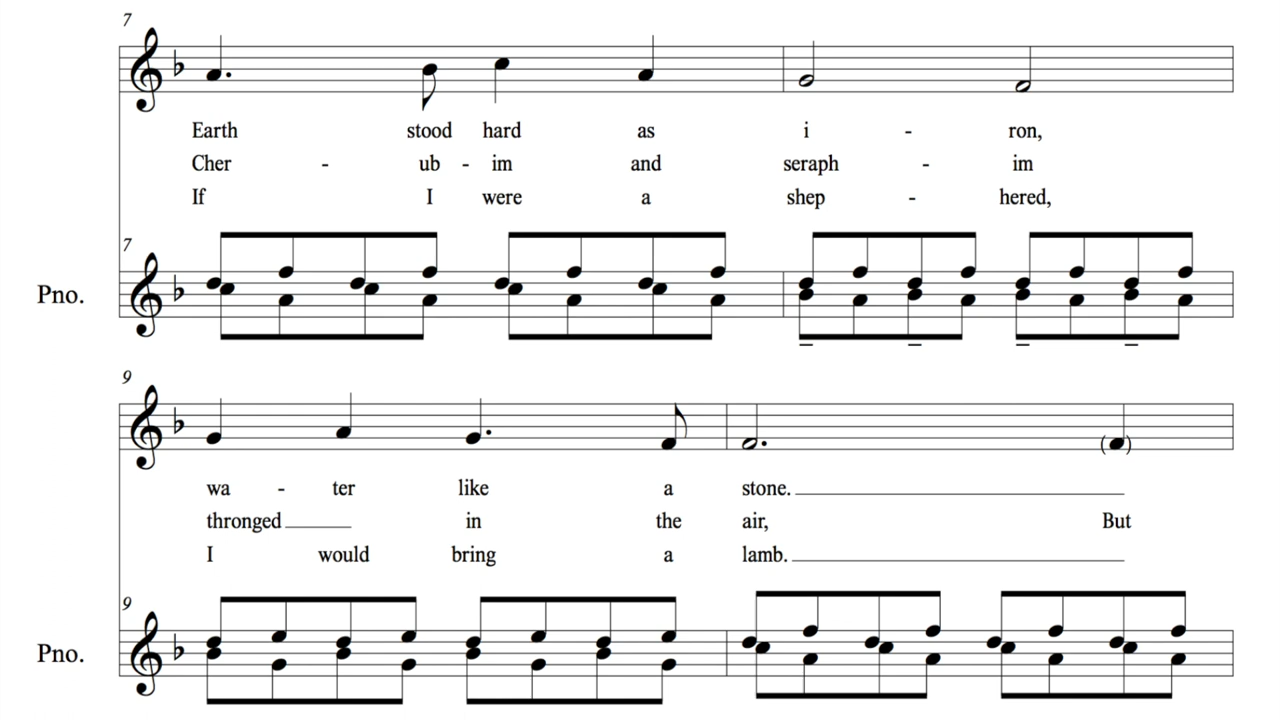 7
Earth stood hard as i - ron,
Cher - ub - im and seraph - im
If I were a shep - hered,
7
Pno.
9
wa - ter like a stone.
thronged in the air, But
I would bring a lamb.
9
Pno.